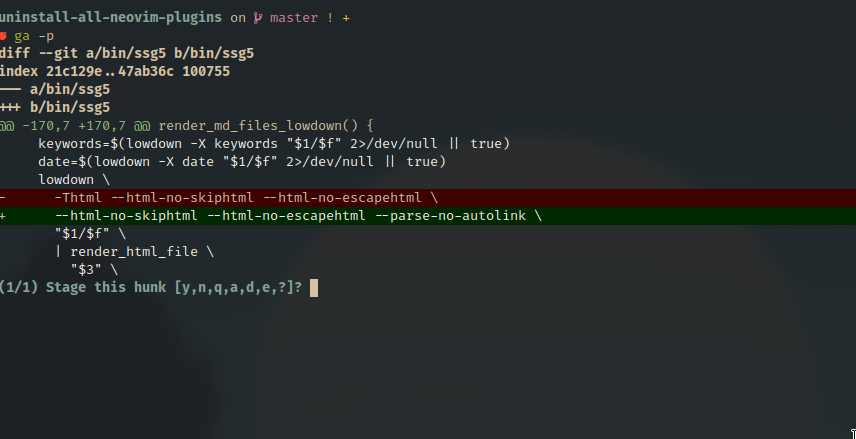 uninstall-all-neovim-plugins on master ! +
ga -p
diff --git a/bin/ssg5 b/bin/ssg5
index 21c129e..47ab36c 100755
--- a/bin/ssg5
+++ b/bin/ssg5
@@ -170,7 +170,7 @@ render_md_files_lowdown() {
keywords=$(lowdown -X keywords "$1/$f" 2>/dev/null || true)
date=$(lowdown -X date "$1/$f" 2>/dev/null || true)
lowdown \
-      -Thtml --html-no-skiphtml --html-no-escapehtml \
+      --html-no-skiphtml --html-no-escapehtml --parse-no-autolink \
"$1/$f" \
| render_html_file \
"$3" \
(1/1) Stage this hunk [y,n,q,a,d,e,?]?